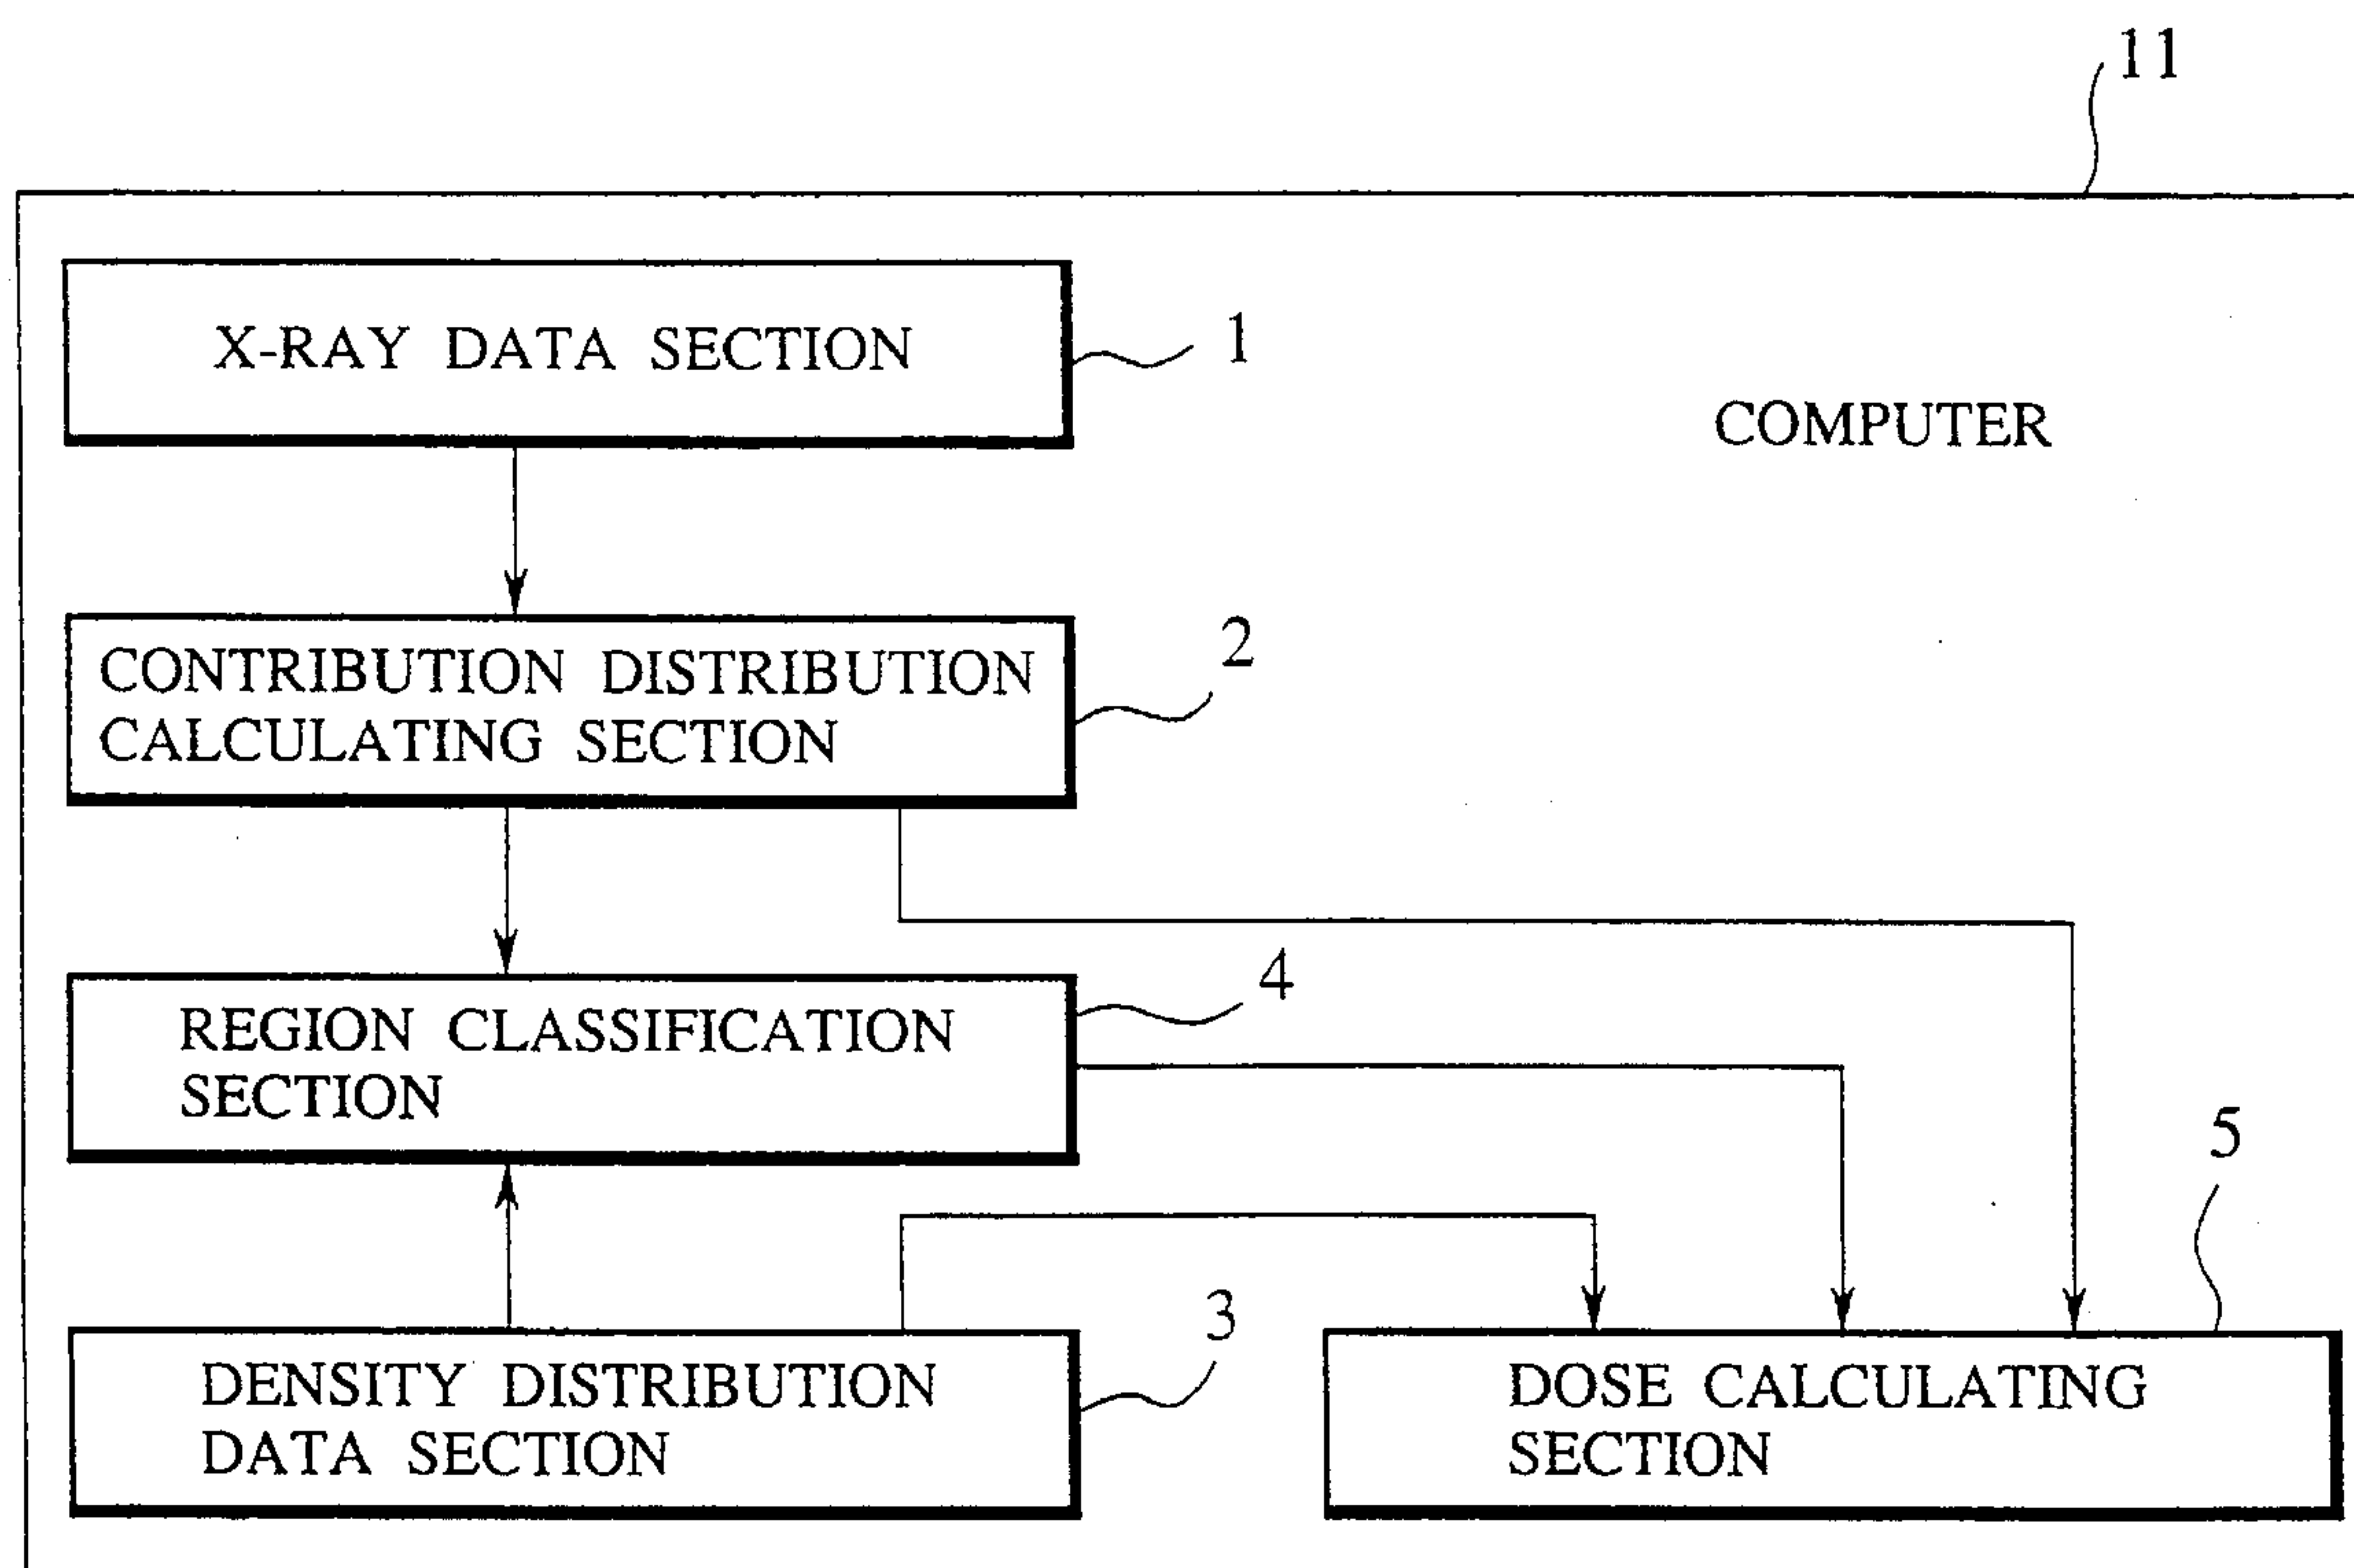 11
X-RAY DATA SECTION
1
COMPUTER
CONTRIBUTION DISTRIBUTION
CALCULATING SECTION
2
REGION CLASSIFICATION
SECTION
4
DENSITY DISTRIBUTION
DATA SECTION
3
DOSE CALCULATING
SECTION
5